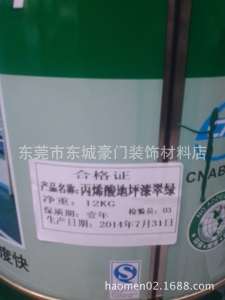 东莞市东城豪门装饰材料店
合格证
产品名称:丙烯酸地坪漆翠绿
净重:12KG
保质期:壹年 检验员:03
生产日期:2014年7月31日
CNAB
度快
haomen02.1688.com